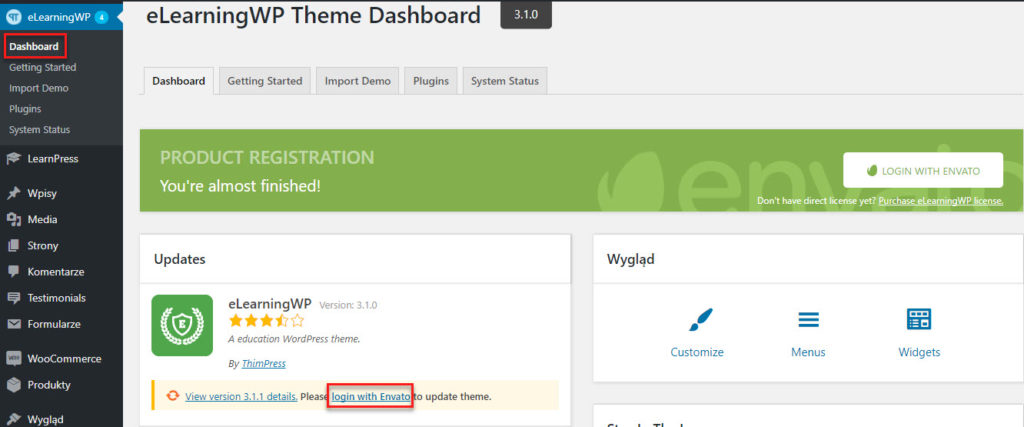 eLearningWP 4
Dashboard
Getting Started
Import Demo
Plugins
System Status
LearnPress
Wpisy
Media
Strony
Komentarze
Testimonials
Formularze
WooCommerce
Produkty
Wygląd
eLearningWP Theme Dashboard 3.1.0
Dashboard Getting Started Import Demo Plugins System Status
PRODUCT REGISTRATION
You're almost finished!
envato
LOGIN WITH ENVATO
Don't have direct license yet? Purchase eLearningWP license.
Updates
eLearningWP Version: 3.1.0
A education WordPress theme.
By ThimPress
View version 3.1.1 details. Please login with Envato to update theme.
Wygląd
Customize Menus Widgets